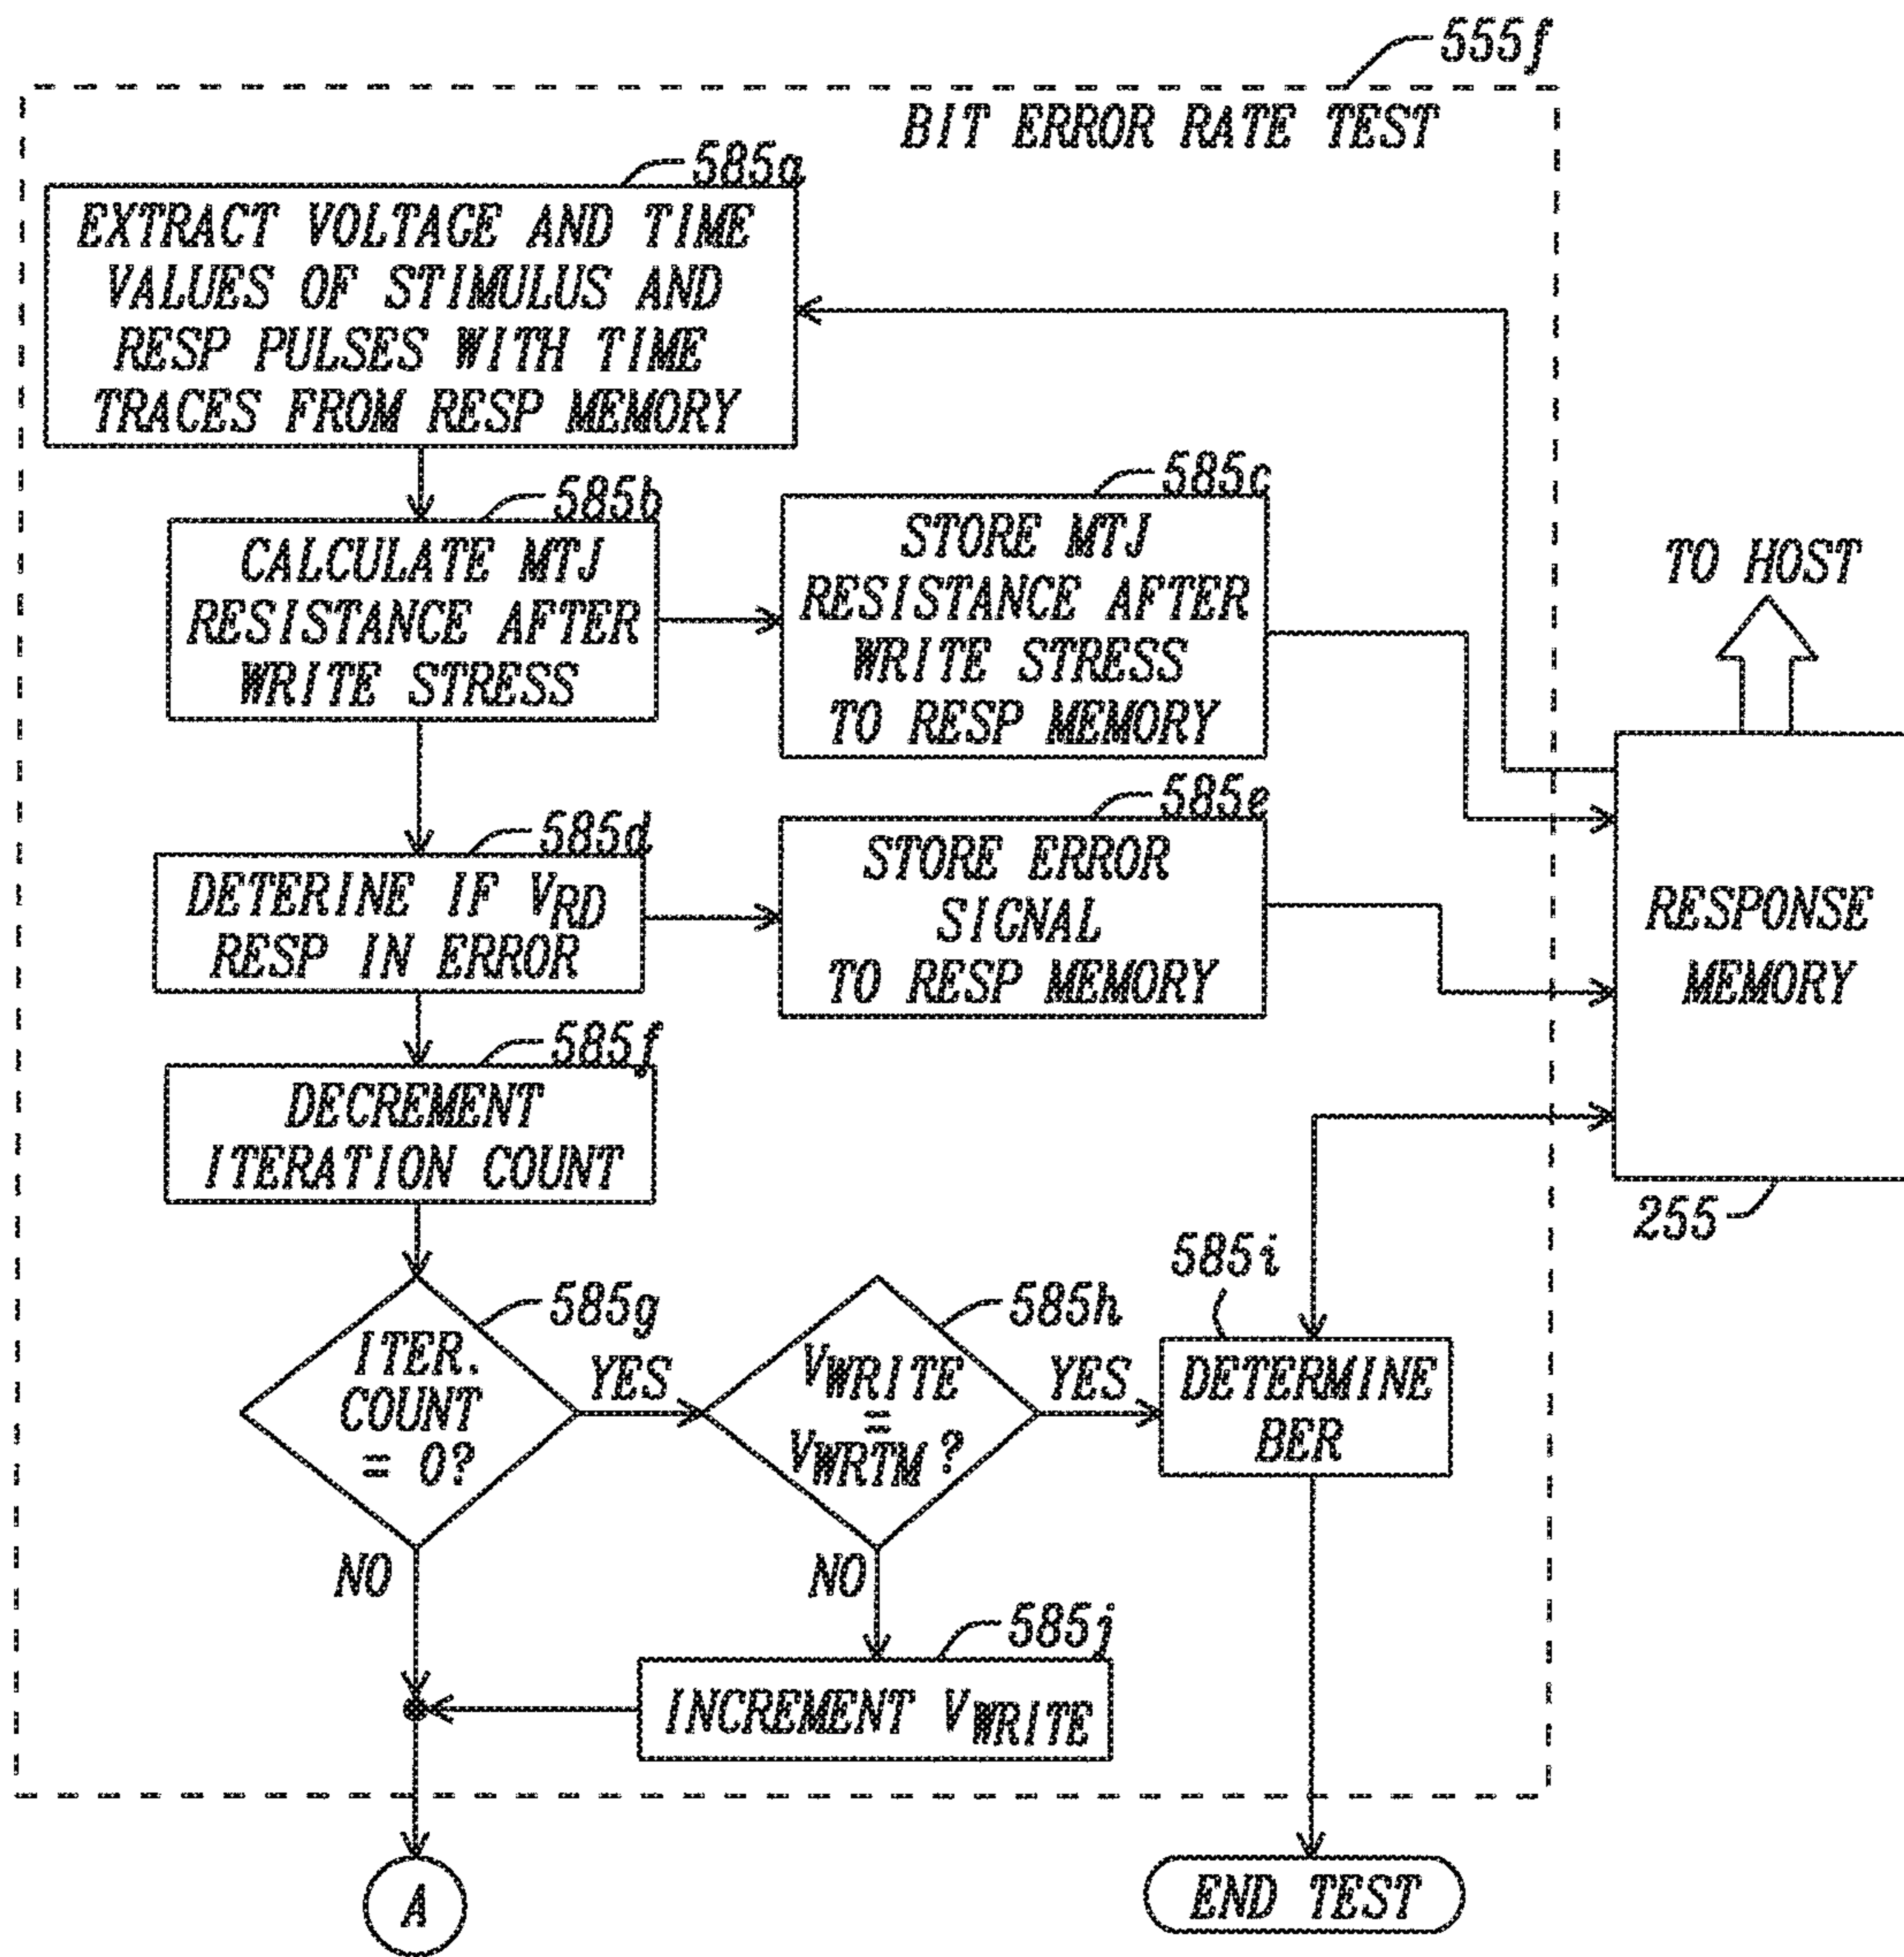 555f
BIT ERROR RATE TEST
585a
EXTRACT VOLTAGE AND TIME
VALUES OF STIMULUS AND
RESP PULSES WITH TIME
TRACES FROM RESP MEMORY
585b
CALCULATE MTJ
RESISTANCE AFTER
WRITE STRESS
585c
STORE MTJ
RESISTANCE AFTER
WRITE STRESS
TO RESP MEMORY
TO HOST
585d
DETERINE IF VRD
RESP IN ERROR
585e
STORE ERROR
SIGNAL
TO RESP MEMORY
RESPONSE
MEMORY
255
585f
DECREMENT
ITERATION COUNT
585g
ITER.
COUNT
= 0?
YES
NO
585h
VWRITE
=
VWRTM ?
YES
NO
585i
DETERMINE
BER
585j
INCREMENT VWRITE
A
END TEST